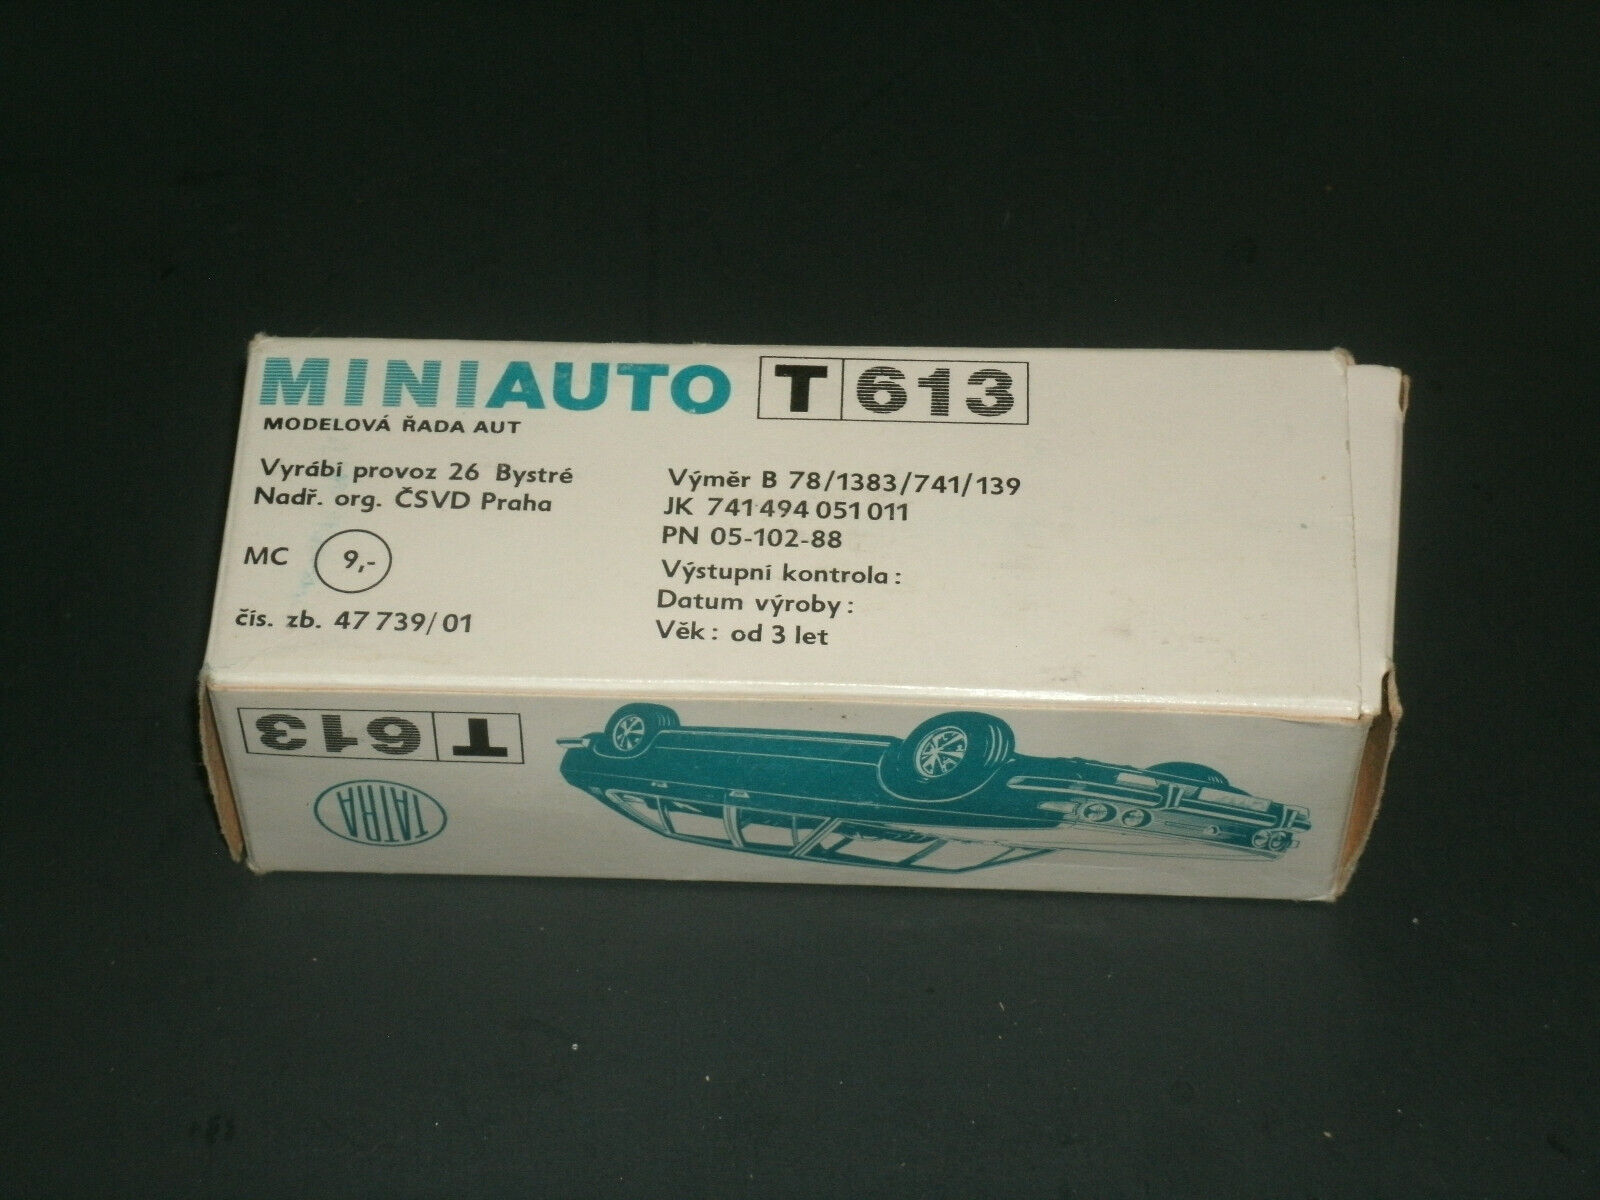 MINIAUTO T 613
MODELOVÁ ŘADA AUT
Vyrábí provoz 26 Bystré
Nadř. org. ČSVD Praha
MC 9,-
čís. zb. 47 739/01
Výměr B 78/1383/741/139
JK 741 494 051 011
PN 05-102-88
Výstupní kontrola:
Datum výroby:
Věk: od 3 let
T 613
TATRA